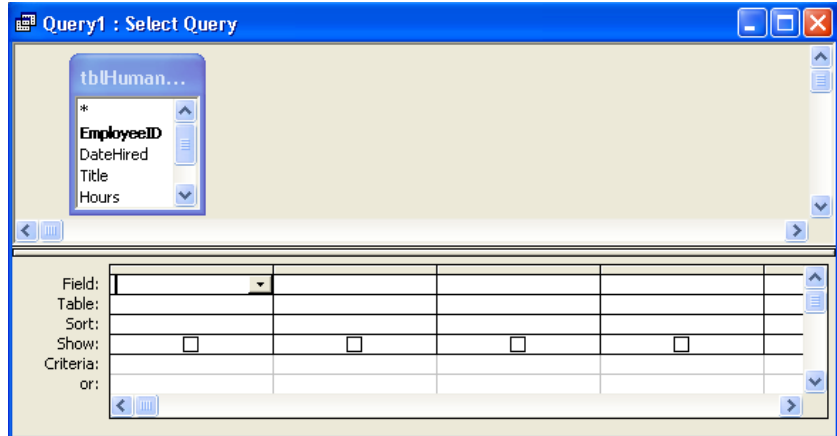 Query1 : Select Query
tblHuman...
*
EmployeeID
DateHired
Title
Hours
Field:
Table:
Sort:
Show:
Criteria:
or: